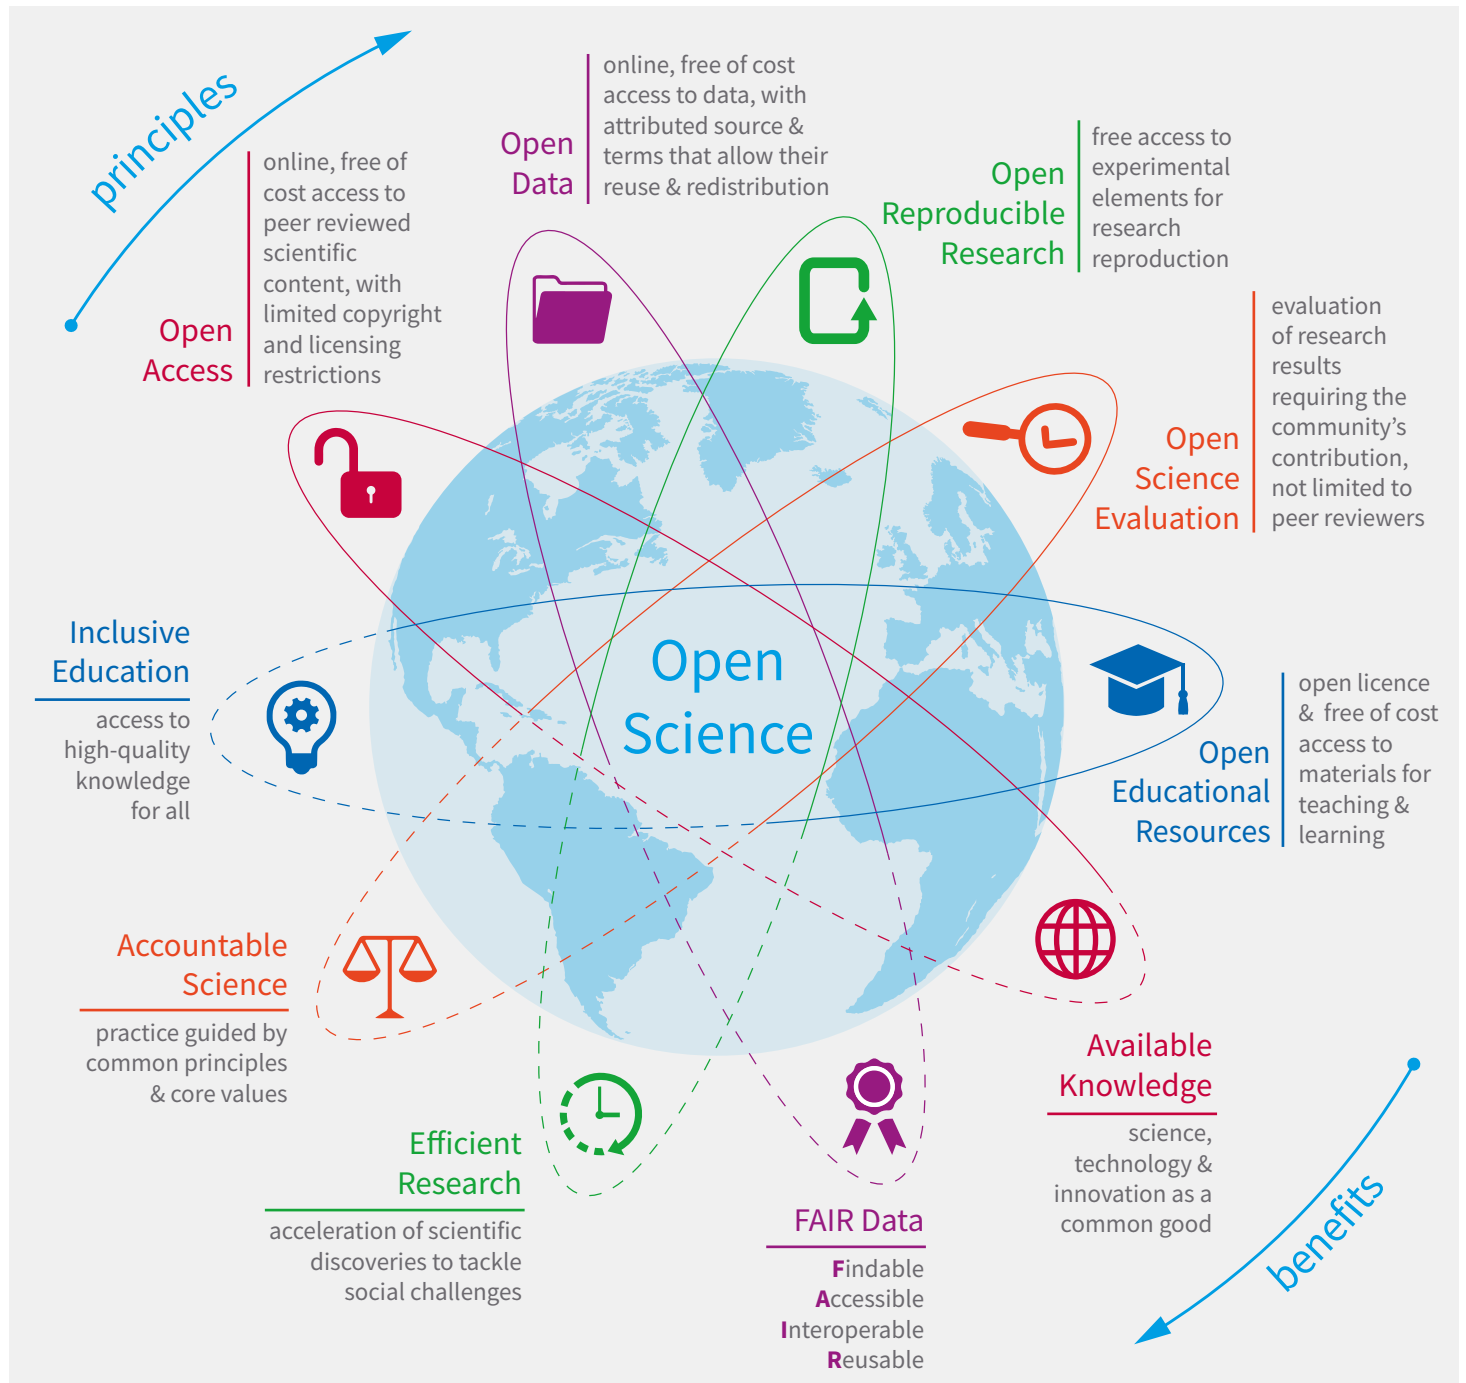 principles
Open
Access
online, free of
cost access to
peer reviewed
scientific
content, with
limited copyright
and licensing
restrictions
Open
Data
online, free of cost
access to data, with
attributed source &
terms that allow their
reuse & redistribution
Open
Reproducible
Research
free access to
experimental
elements for
research
reproduction
Open
Science
Evaluation
evaluation
of research
results
requiring the
community's
contribution,
not limited to
peer reviewers
Open
Science
Open
Educational
Resources
open licence
& free of cost
access to
materials for
teaching &
learning
Inclusive
Education
access to
high-quality
knowledge
for all
Accountable
Science
practice guided by
common principles
& core values
Efficient
Research
acceleration of scientific
discoveries to tackle
social challenges
FAIR Data
Findable
Accessible
Interoperable
Reusable
Available
Knowledge
science,
technology &
innovation as a
common good
benefits